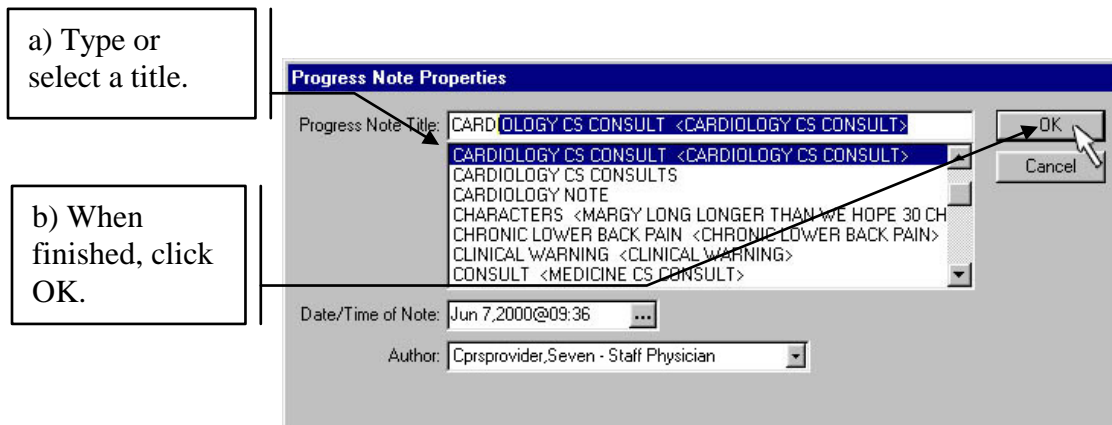 a) Type or
select a title.
b) When
finished, click
OK.
Progress Note Properties
Progress Note Title: CARDIOLOGY CS CONSULT <CARDIOLOGY CS CONSULT>
OK
CARDIOLOGY CS CONSULT <CARDIOLOGY CS CONSULT>
Cancel
CARDIOLOGY CS CONSULTS
CARDIOLOGY NOTE
CHARACTERS <MARGY LONG LONGER THAN WE HOPE 30 CH
CHRONIC LOWER BACK PAIN <CHRONIC LOWER BACK PAIN>
CLINICAL WARNING <CLINICAL WARNING>
CONSULT <MEDICINE CS CONSULT>
Date/Time of Note: Jun 7,2000@09:36 ...
Author: Cprsprovider,Seven - Staff Physician